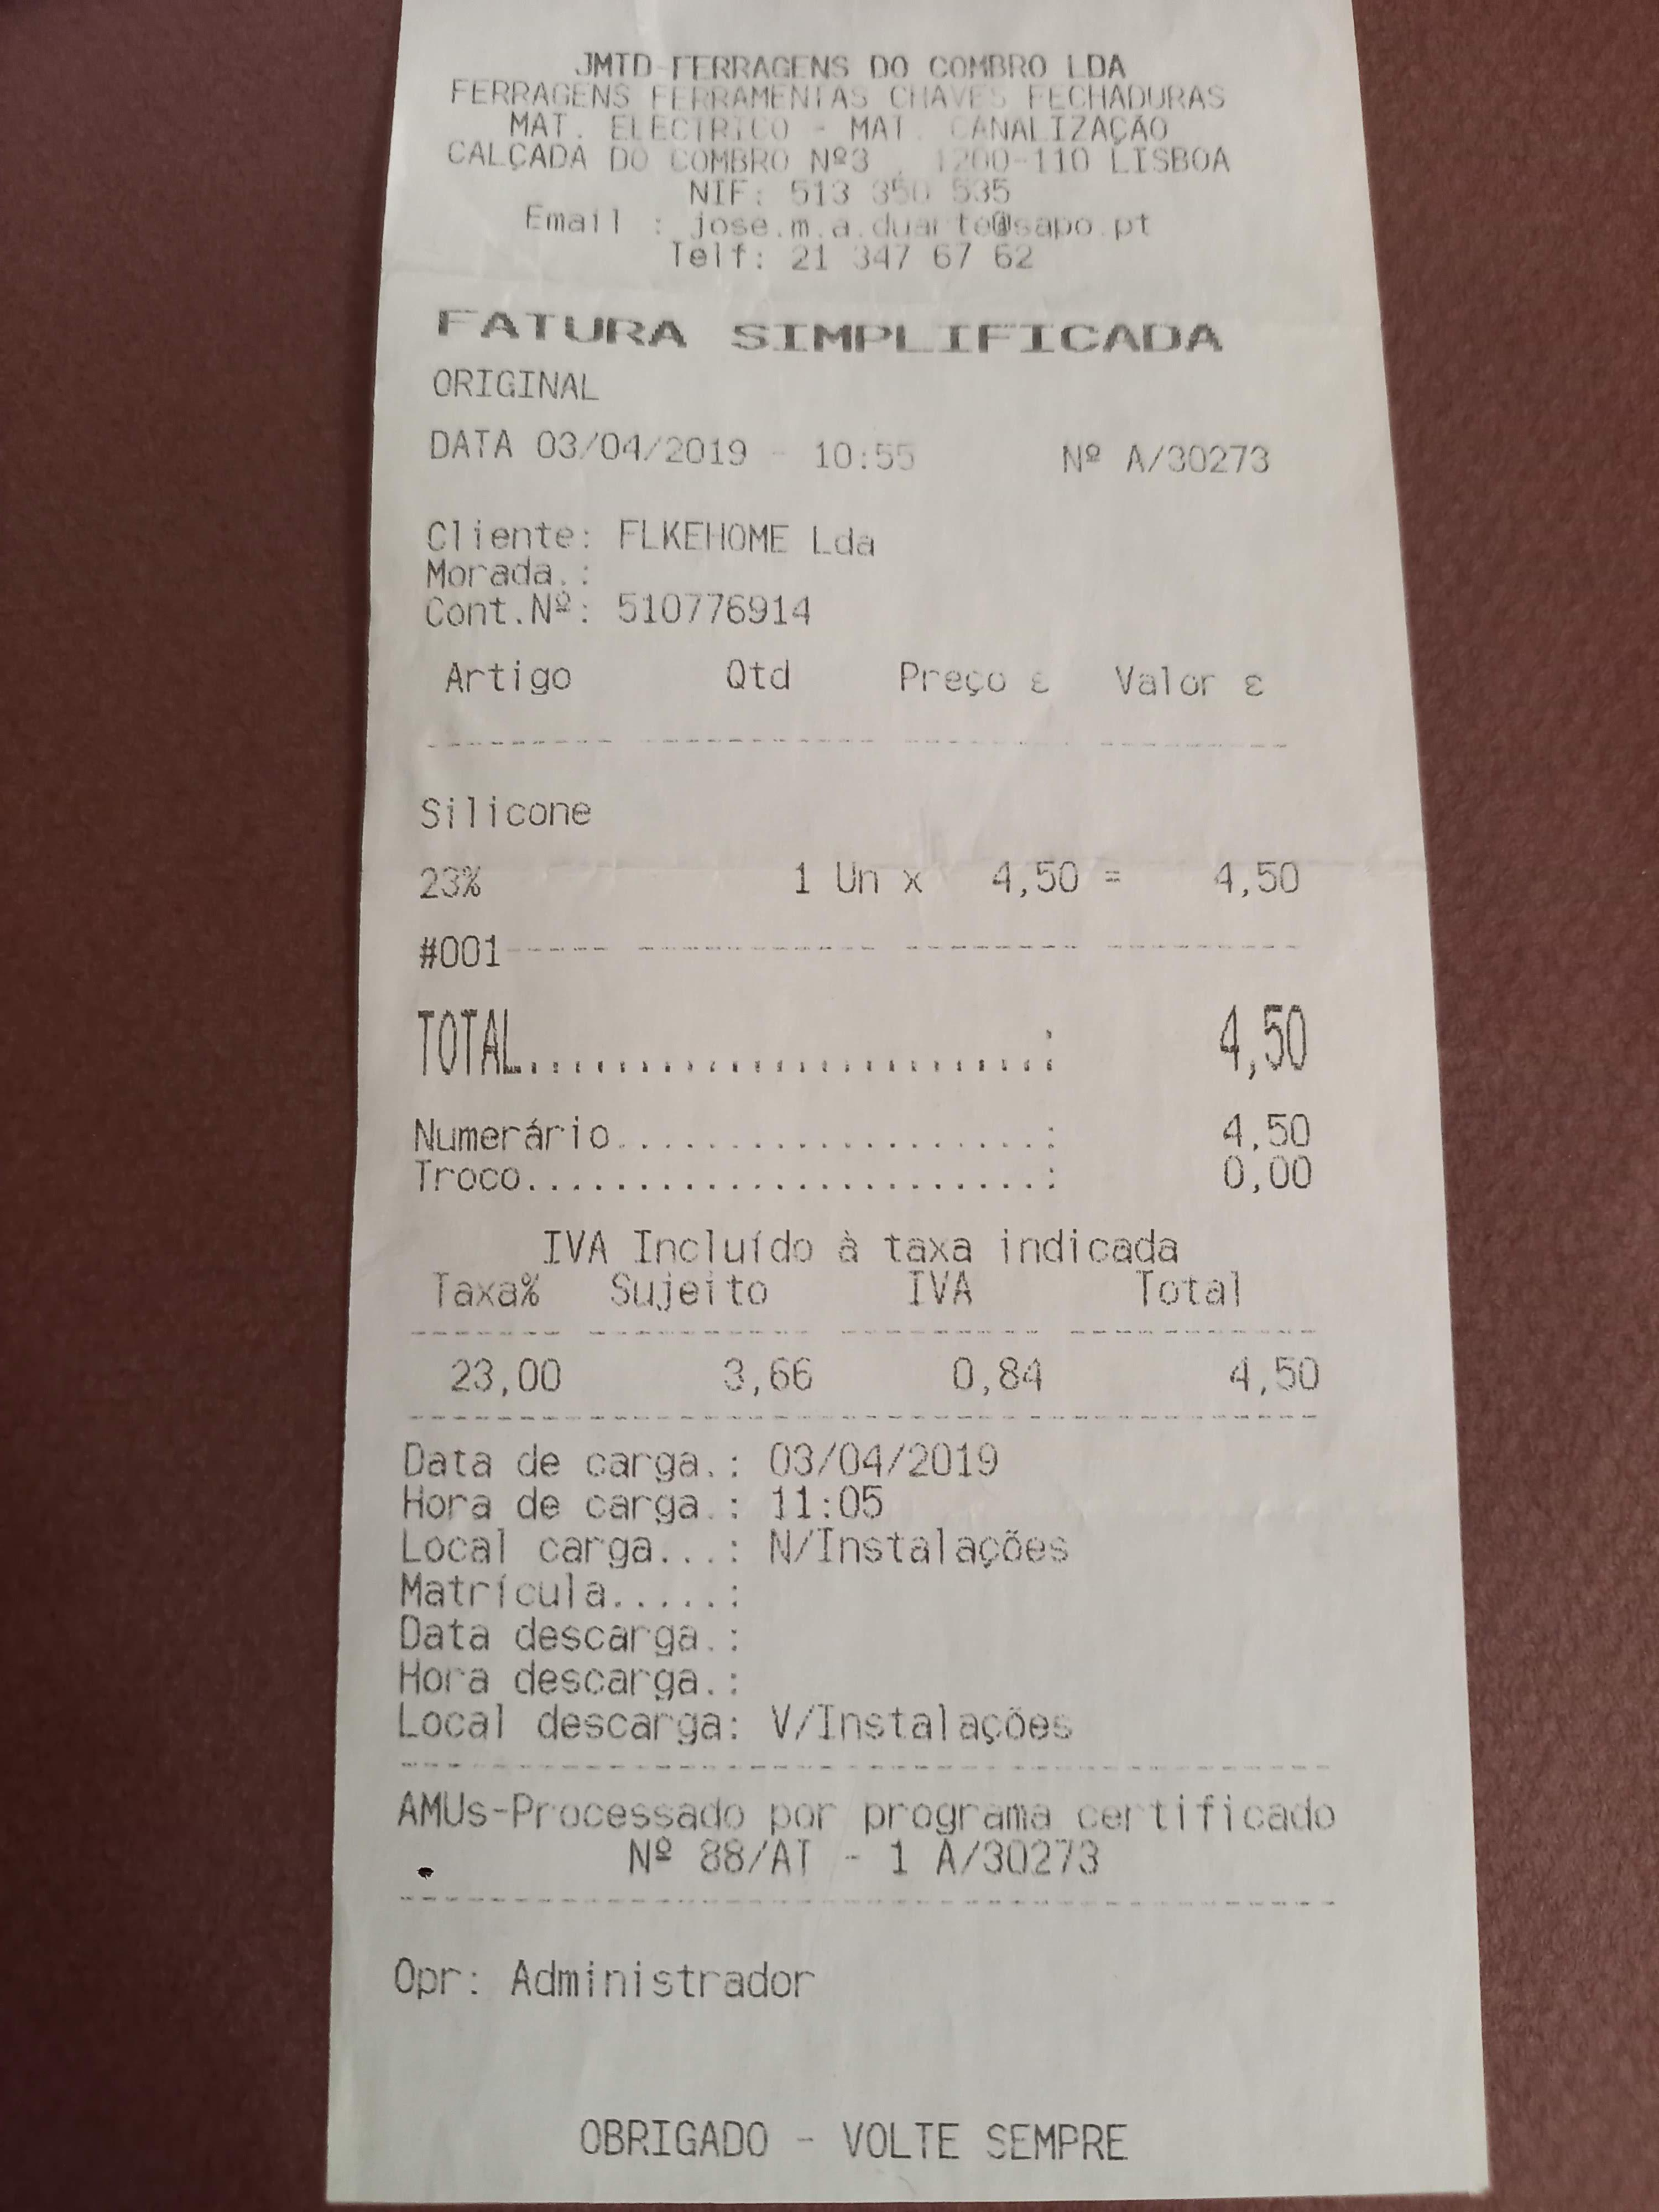 JMTD-FERRAGENS DO COMBRO LDA
FERRAGENS FERRAMENTAS CHAVES FECHADURAS
MAT. ELECTRICO - MAT. CANALIZAÇÃO
CALÇADA DO COMBRO Nº3 , 1200-110 LISBOA
NIF: 513 350 535
Email : jose.m.a.duarte@sapo.pt
Telf: 21 347 67 62
FATURA SIMPLIFICADA
ORIGINAL
DATA 03/04/2019 - 10:55 Nº A/30273
Cliente: FLKEHOME Lda
Morada.:
Cont.Nº: 510776914
Artigo Qtd Preço ε Valor ε
Silicone
23% 1 Un x 4,50 = 4,50
#001
TOTAL........................: 4,50
Numerário....................: 4,50
Troco........................: 0,00
IVA Incluído à taxa indicada
Taxa% Sujeito IVA Total
23,00 3,66 0,84 4,50
Data de carga.: 03/04/2019
Hora de carga.: 11:05
Local carga...: N/Instalações
Matrícula.....:
Data descarga.:
Hora descarga.:
Local descarga: V/Instalações
AMUs-Processado por programa certificado
Nº 88/AT - 1 A/30273
Opr: Administrador
OBRIGADO - VOLTE SEMPRE